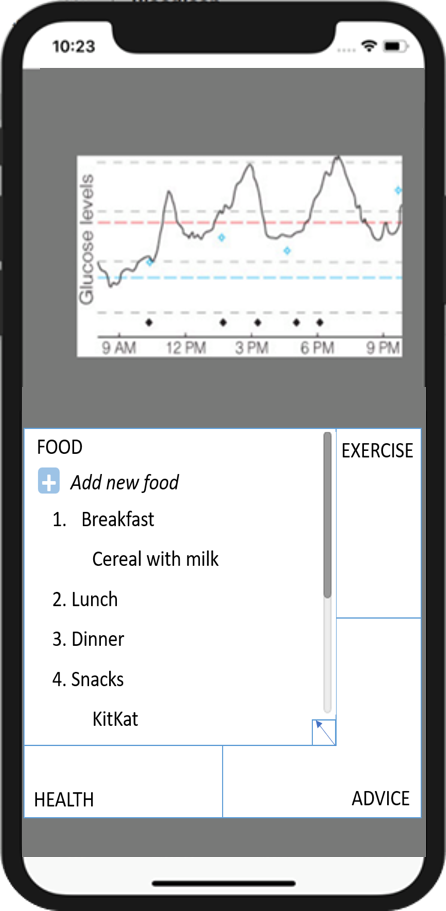 10:23
Glucose levels
9 AM 12 PM 3 PM 6 PM 9 PM
FOOD
EXERCISE
Add new food
1. Breakfast
Cereal with milk
2. Lunch
3. Dinner
4. Snacks
KitKat
HEALTH
ADVICE